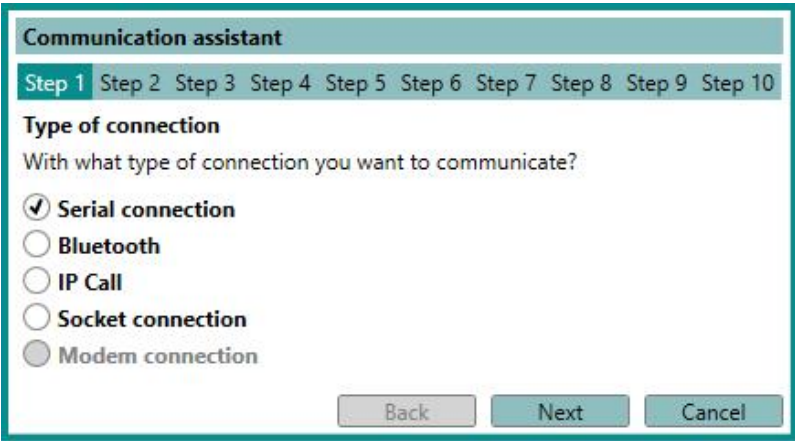 Communication assistant
Step 1 Step 2 Step 3 Step 4 Step 5 Step 6 Step 7 Step 8 Step 9 Step 10
Type of connection
With what type of connection you want to communicate?
Serial connection
Bluetooth
IP Call
Socket connection
Modem connection
Back Next Cancel